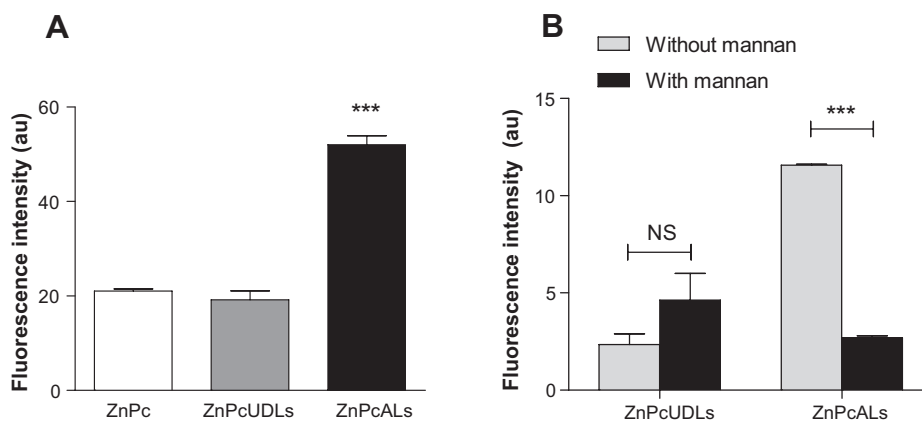 A
Fluorescence intensity (au)
60
40
20
0
***
ZnPc
ZnPcUDLs
ZnPcALs
B
Without mannan
With mannan
Fluorescence intensity (au)
15
10
5
0
NS
***
ZnPcUDLs
ZnPcALs